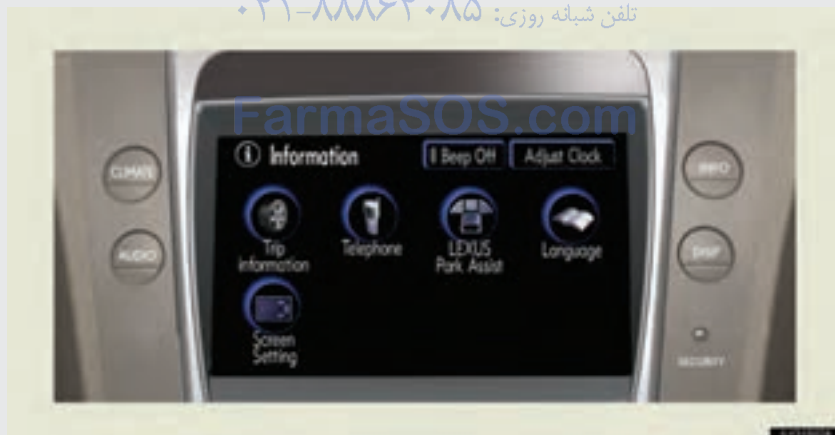 تلفن شبانه روزی: ۰۲۱-۸۸۸۶۲۰۸۵
FarmaSOS.com
Information
Beep Off
Adjust Clock
CLIMATE
INFO
Trip
information
Telephone
LEXUS
Park Assist
Language
AUDIO
DISP
Screen
Setting
SECURITY